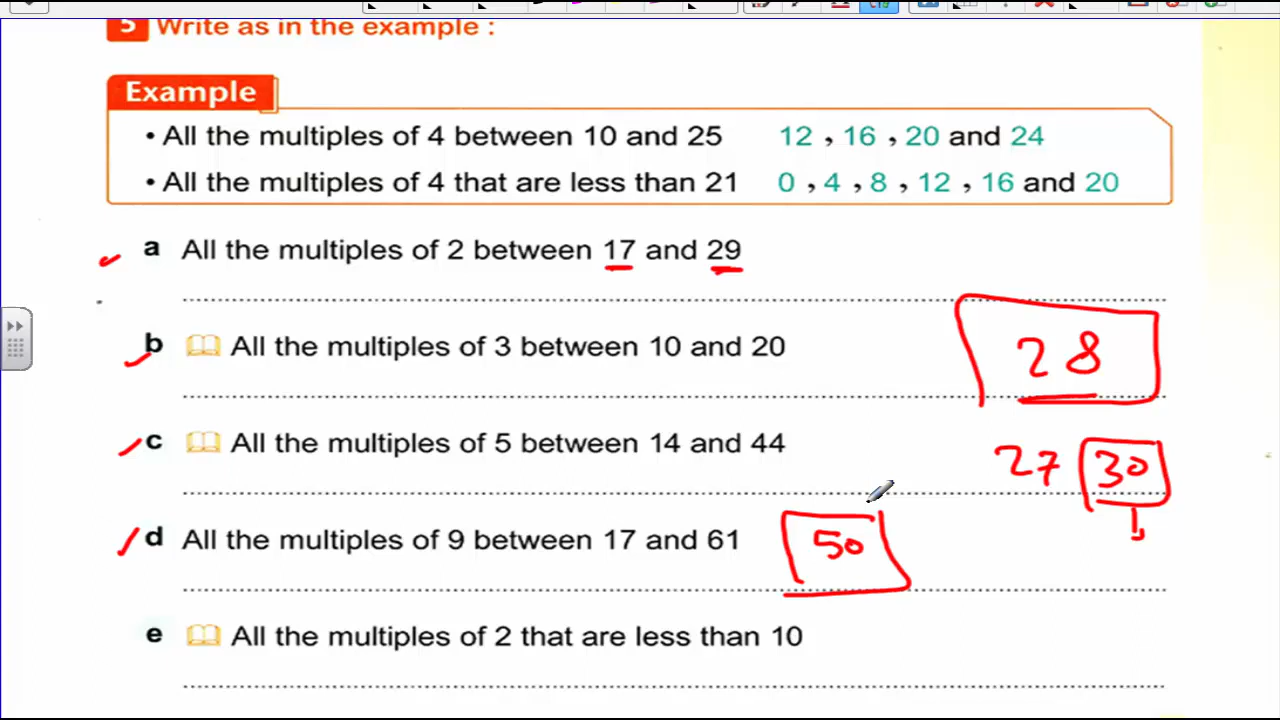 5 Write as in the example :
Example
• All the multiples of 4 between 10 and 25 12 , 16 , 20 and 24
• All the multiples of 4 that are less than 21 0 , 4 , 8 , 12 , 16 and 20
a All the multiples of 2 between 17 and 29
b All the multiples of 3 between 10 and 20
28
c All the multiples of 5 between 14 and 44
27 30
d All the multiples of 9 between 17 and 61
50
e All the multiples of 2 that are less than 10